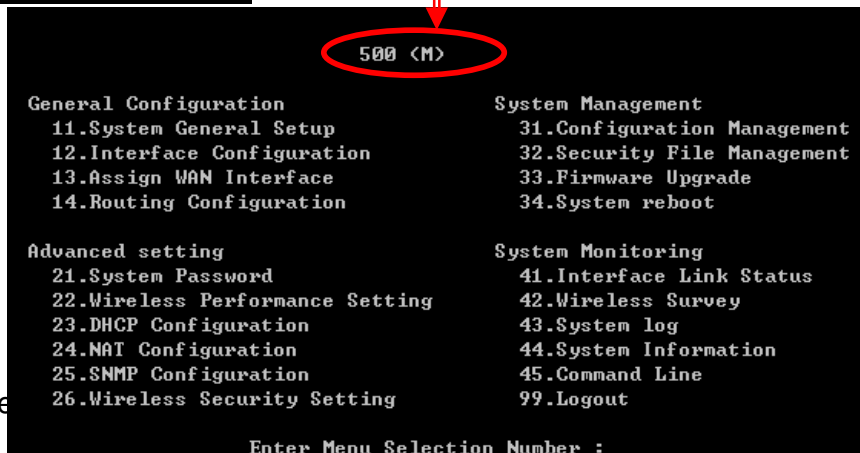 500 (M)
General Configuration
11.System General Setup
12.Interface Configuration
13.Assign WAN Interface
14.Routing Configuration
System Management
31.Configuration Management
32.Security File Management
33.Firmware Upgrade
34.System reboot
Advanced setting
21.System Password
22.Wireless Performance Setting
23.DHCP Configuration
24.NAT Configuration
25.SNMP Configuration
26.Wireless Security Setting
System Monitoring
41.Interface Link Status
42.Wireless Survey
43.System log
44.System Information
45.Command Line
99.Logout
Enter Menu Selection Number :